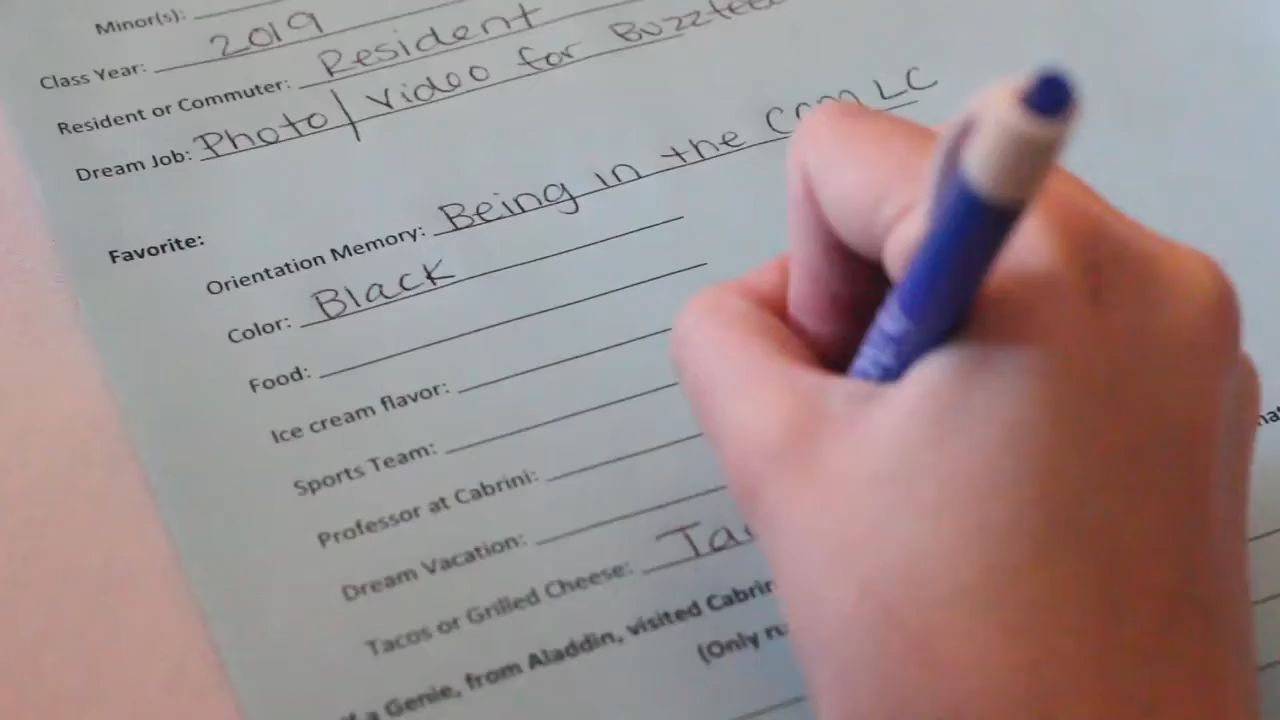 Minor(s):
Class Year: 2019
Resident or Commuter: Resident
Dream Job: Photo/Video for
Favorite:
Orientation Memory: Being in the Com LC
Color: Black
Food:
Ice cream flavor:
Sports Team:
Professor at Cabrini:
Dream Vacation:
Tacos or Grilled Cheese:
a Genie, from Aladdin, visited
(Only